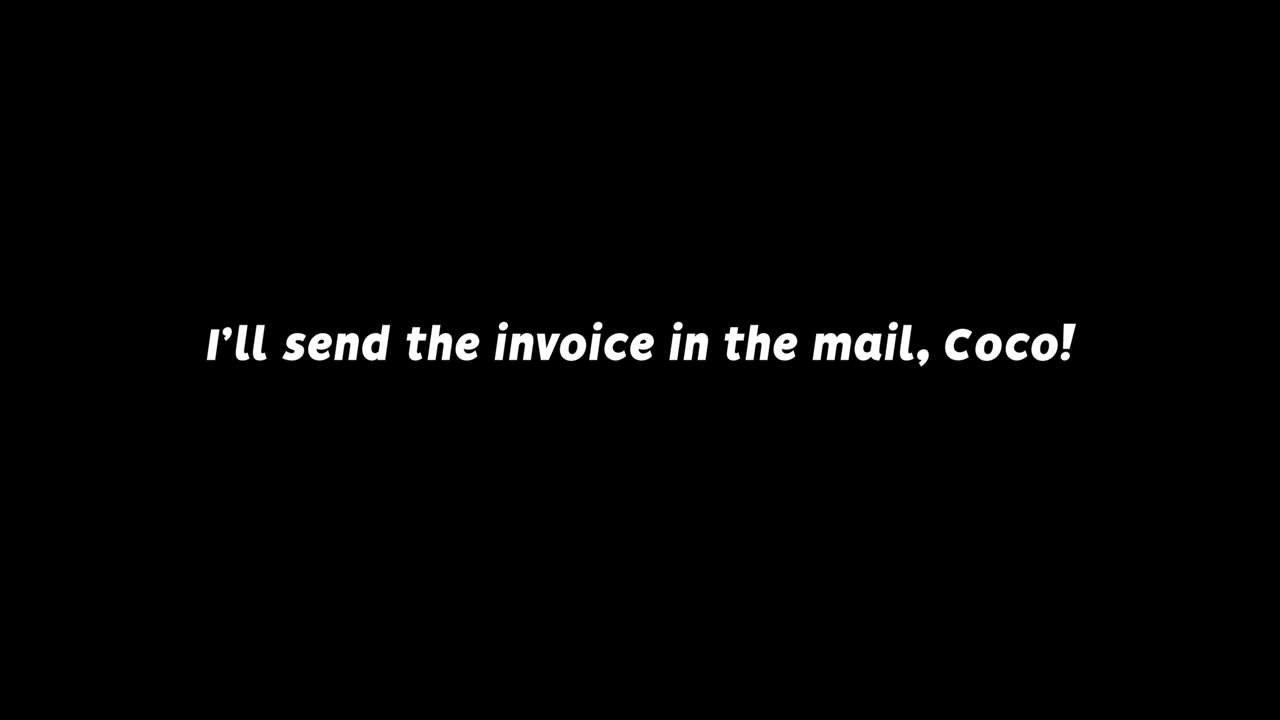 I’ll send the invoice in the mail, Coco!